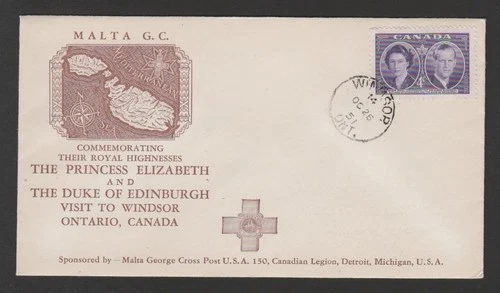 MALTA G. C.
CANADA
WINDSOR
14
OC 26
51
ONT.
COMMEMORATING
THEIR ROYAL HIGHNESSES
THE PRINCESS ELIZABETH
AND
THE DUKE OF EDINBURGH
VISIT TO WINDSOR
ONTARIO, CANADA
Sponsored by — Malta George Cross Post U.S.A. 150, Canadian Legion, Detroit, Michigan, U.S.A.